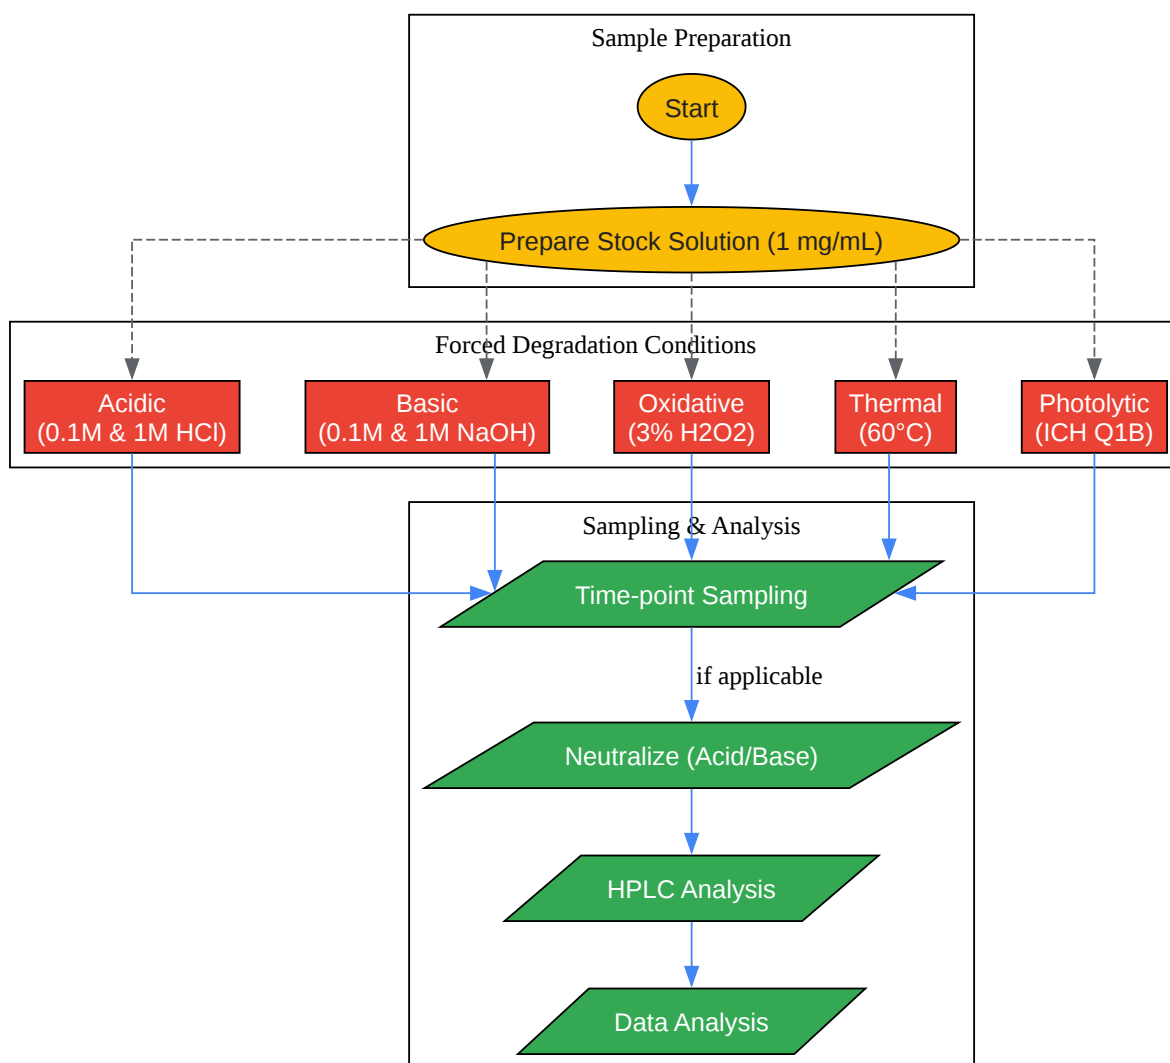 Sample Preparation
Start
Prepare Stock Solution (1 mg/mL)
Forced Degradation Conditions
Acidic
(0.1M & 1M HCl)
Basic
(0.1M & 1M NaOH)
Oxidative
(3% H2O2)
Thermal
(60°C)
Photolytic
(ICH Q1B)
Sampling & Analysis
Time-point Sampling
if applicable
Neutralize (Acid/Base)
HPLC Analysis
Data Analysis